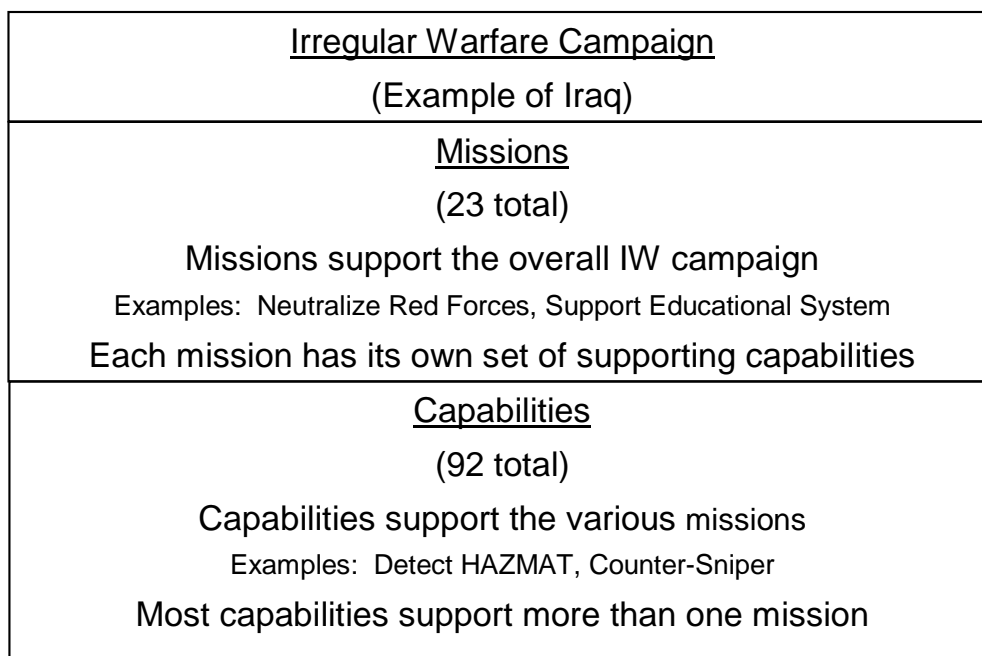 Irregular Warfare Campaign
(Example of Iraq)
Missions
(23 total)
Missions support the overall IW campaign
Examples: Neutralize Red Forces, Support Educational System
Each mission has its own set of supporting capabilities
Capabilities
(92 total)
Capabilities support the various missions
Examples: Detect HAZMAT, Counter-Sniper
Most capabilities support more than one mission